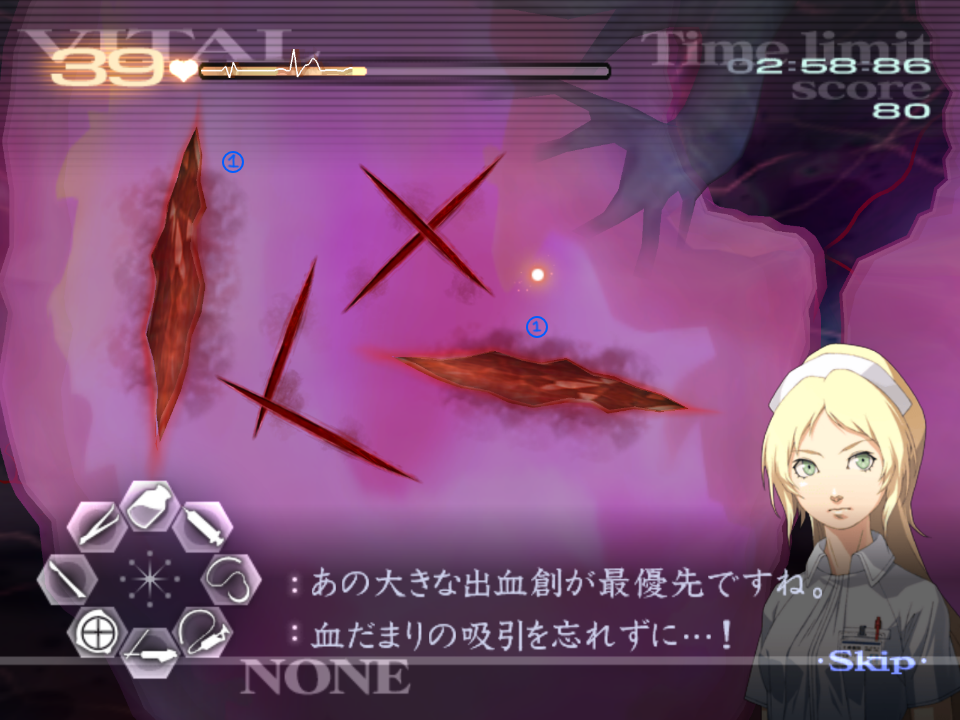 VITAL
39
Time limit
02:58:86
score
80
①
①
：あの大きな出血創が最優先ですね。
：血だまりの吸引を忘れずに…！
Skip
NONE